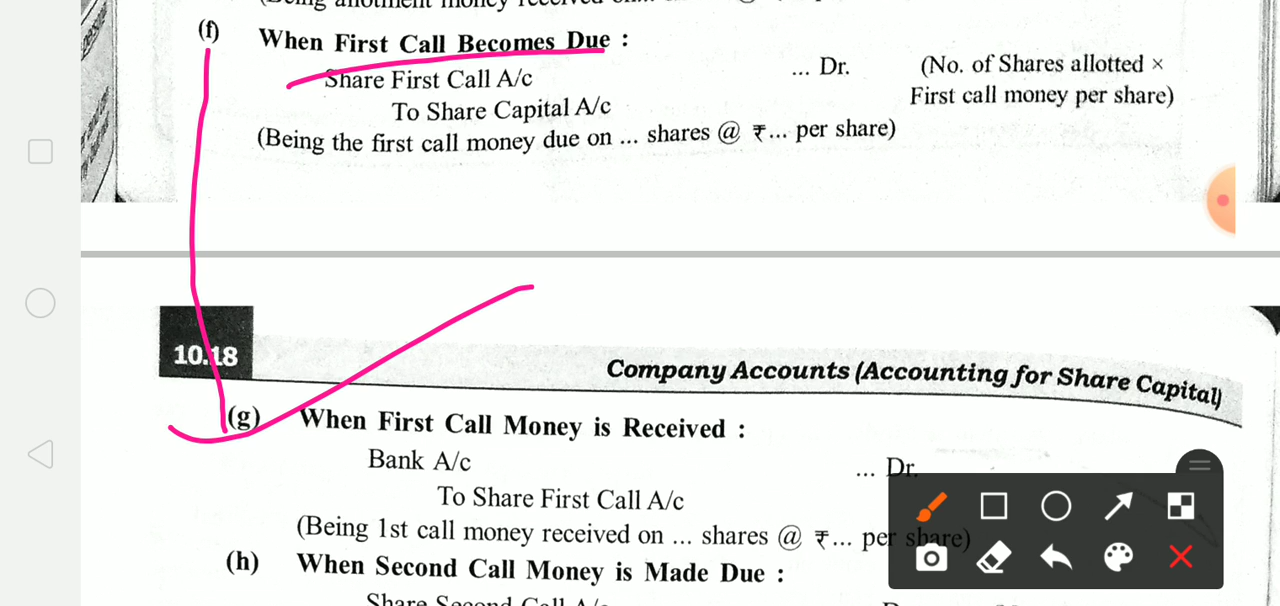 (f) When First Call Becomes Due :
Share First Call A/c ... Dr. (No. of Shares allotted ×
To Share Capital A/c First call money per share)
(Being the first call money due on ... shares @ ₹... per share)
10.18
Company Accounts (Accounting for Share Capital)
(g) When First Call Money is Received :
Bank A/c ... Dr.
To Share First Call A/c
(Being 1st call money received on ... shares @ ₹... per share)
(h) When Second Call Money is Made Due :
Share Second Call A/c